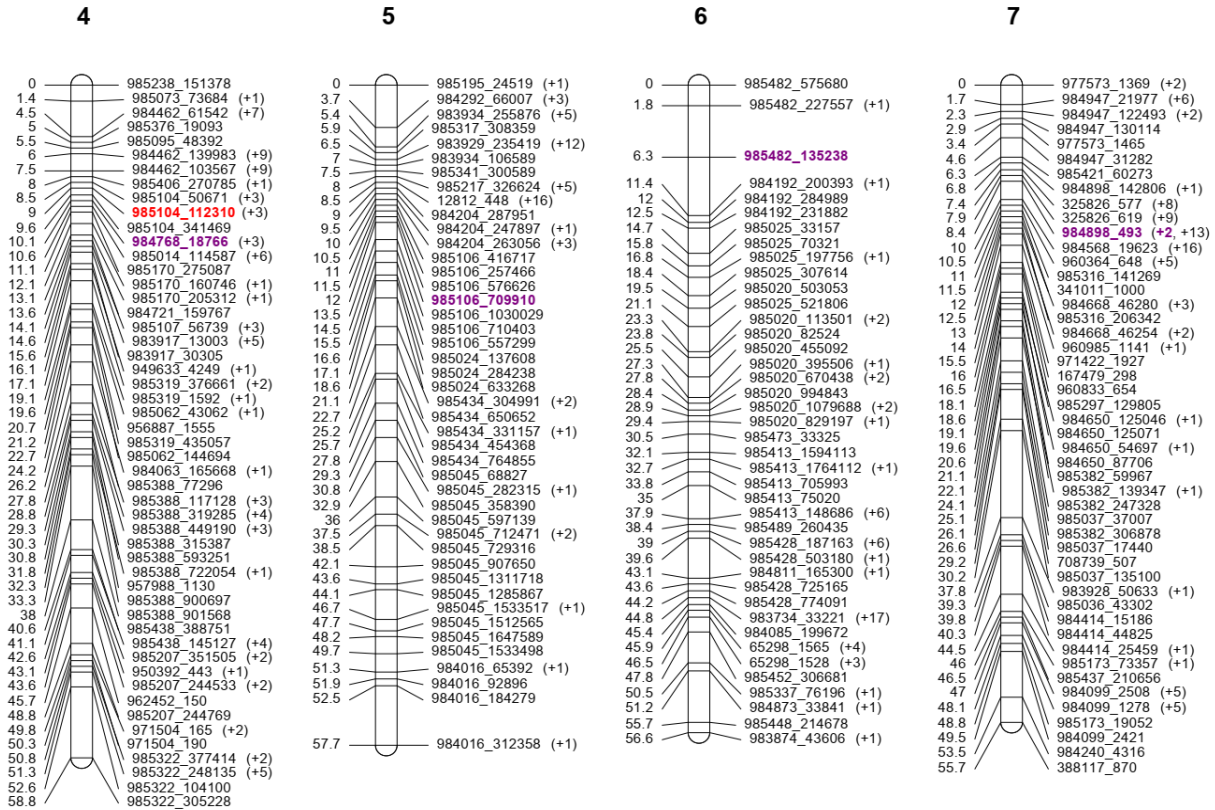 4
0 985238_151378
1.4 985073_73684 (+1)
4.5 984462_61542 (+7)
5 985376_19093
5.5 985095_48392
6 984462_139983 (+9)
7.5 984462_103567 (+9)
8 985406_270785 (+1)
8.5 985104_50671 (+3)
9 985104_112310 (+3)
9.6 985104_341469
10.1 984768_18766 (+3)
10.6 985014_114587 (+6)
11.1 985170_275087
12.1 985170_160746 (+1)
13.1 985170_205312 (+1)
13.6 984721_159767
14.1 985107_56739 (+3)
14.6 983917_13003 (+5)
15.6 983917_30305
16.1 949633_4249 (+1)
17.1 985319_376661 (+2)
19.1 985319_1592 (+1)
19.6 985062_43062 (+1)
20.7 956887_1555
21.2 985319_435057
22.7 985062_144694
24.2 984063_165668 (+1)
26.2 985388_77296
27.8 985388_117128 (+3)
28.8 985388_319285 (+4)
29.3 985388_449190 (+3)
30.3 985388_315387
30.8 985388_593251
31.8 985388_722054 (+1)
32.3 957988_1130
33.3 985388_900697
38 985388_901568
40.6 985438_388751
41.1 985438_145127 (+4)
42.6 985207_351505 (+2)
43.1 950392_443 (+1)
43.6 985207_244533 (+2)
45.7 962452_150
48.8 985207_244769
49.8 971504_165 (+2)
50.3 971504_190
50.8 985322_377414 (+2)
51.3 985322_248135 (+5)
52.6 985322_104100
58.8 985322_305228
5
0 985195_24519 (+1)
3.7 984292_66007 (+3)
5.4 983934_255876 (+5)
5.9 985317_308359
6.5 983929_235419 (+12)
7 983934_106589
7.5 985341_300589
8 985217_326624 (+5)
8.5 12812_448 (+16)
9 984204_287951
9.5 984204_247897 (+1)
10 984204_263056 (+3)
10.5 985106_416717
11 985106_257466
11.5 985106_576626
12 985106_709910
13.5 985106_1030029
14.5 985106_710403
15.5 985106_557299
16.6 985024_137608
17.1 985024_284238
18.6 985024_633268
21.1 985434_304991 (+2)
22.7 985434_650652
25.2 985434_331157 (+1)
25.7 985434_454368
27.8 985434_764855
29.3 985045_68827
30.8 985045_282315 (+1)
32.9 985045_358390
36 985045_597139
37.5 985045_712471 (+2)
38.5 985045_729316
42.1 985045_907650
43.6 985045_1311718
44.1 985045_1285867
46.7 985045_1533517 (+1)
47.7 985045_1512565
48.2 985045_1647589
49.7 985045_1533498
51.3 984016_65392 (+1)
51.9 984016_92896
52.5 984016_184279
57.7 984016_312358 (+1)
6
0 985482_575680
1.8 985482_227557 (+1)
6.3 985482_135238
11.4 984192_200393 (+1)
12 984192_284989
12.5 984192_231882
14.7 985025_33157
15.8 985025_70321
16.8 985025_197756 (+1)
18.4 985025_307614
19.5 985020_503053
21.1 985025_521806
23.3 985020_113501 (+2)
23.8 985020_82524
25.5 985020_455092
27.3 985020_395506 (+1)
27.8 985020_670438 (+2)
28.4 985020_994843
28.9 985020_1079688 (+2)
29.4 985020_829197 (+1)
30.5 985473_33325
32.1 985413_1594113
32.7 985413_1764112 (+1)
33.8 985413_705993
35 985413_75020
37.9 985413_148686 (+6)
38.4 985489_260435
39 985428_187163 (+6)
39.6 985428_503180 (+1)
43.1 984811_165300 (+1)
43.6 985428_725165
44.2 985428_774091
44.8 983734_33221 (+17)
45.4 984085_199672
45.9 65298_1565 (+4)
46.5 65298_1528 (+3)
47.8 985452_306681
50.5 985337_76196 (+1)
51.2 984873_33841 (+1)
55.7 985448_214678
56.6 983874_43606 (+1)
7
0 977573_1369 (+2)
1.7 984947_21977 (+6)
2.3 984947_122493 (+2)
2.9 984947_130114
3.4 977573_1465
4.6 984947_31282
6.3 985421_60273
6.8 984898_142806 (+1)
7.4 325826_577 (+8)
7.9 325826_619 (+9)
8.4 984898_493 (+2, +13)
10 984568_19623 (+16)
10.5 960364_648 (+5)
11 985316_141269
11.5 341011_1000
12 984668_46280 (+3)
12.5 985316_206342
13 984668_46254 (+2)
14 960985_1141 (+1)
15.5 971422_1927
16 167479_298
16.5 960833_654
18.1 985297_129805
18.6 984650_125046 (+1)
19.1 984650_125071
19.6 984650_54697 (+1)
20.6 984650_87706
21.1 985382_59967
22.1 985382_139347 (+1)
24.1 985382_247328
25.1 985037_37007
26.1 985382_306878
26.6 985037_17440
29.2 708739_507
30.2 985037_135100
37.8 983928_50633 (+1)
39.3 985036_43302
39.8 984414_15186
40.3 984414_44825
44.5 984414_25459 (+1)
46 985173_73357 (+1)
46.5 985437_210656
47 984099_2508 (+5)
48.1 984099_1278 (+5)
48.8 985173_19052
49.5 984099_2421
53.5 984240_4316
55.7 388117_870